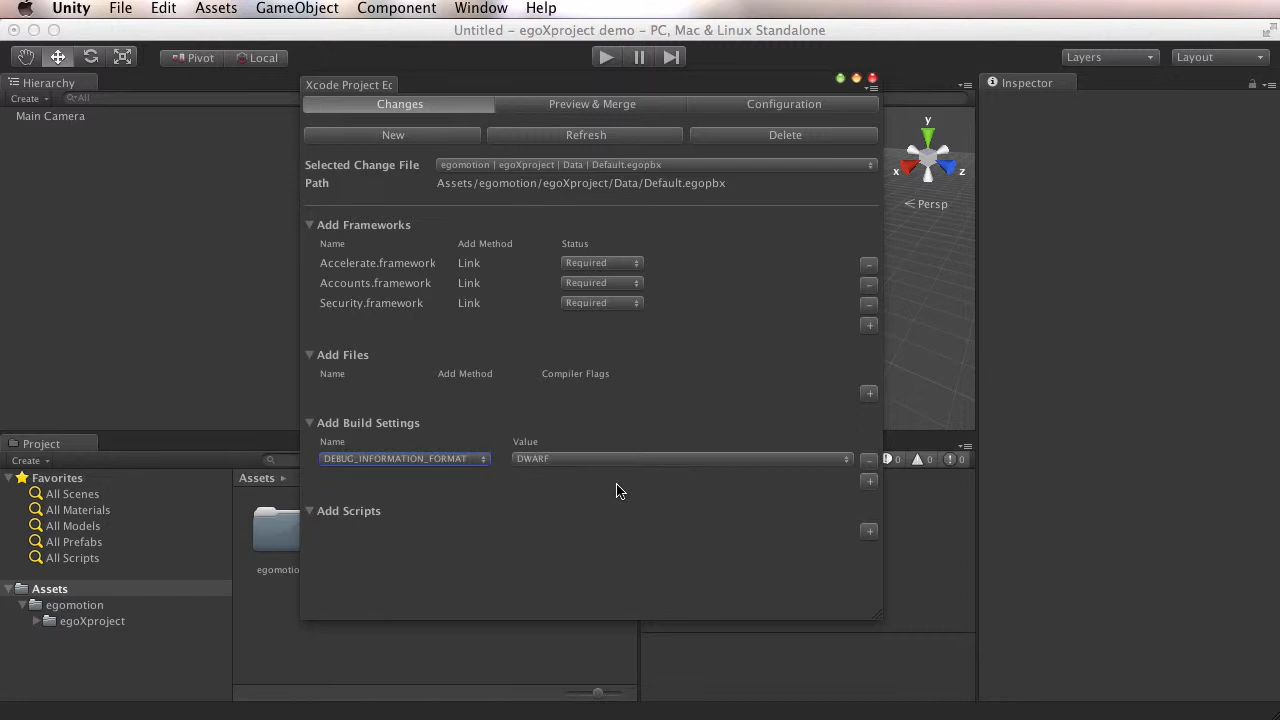 Unity File Edit Assets GameObject Component Window Help
Untitled - egoXproject demo - PC, Mac & Linux Standalone
Pivot Local Layers Layout
Hierarchy
Create All
Main Camera
Xcode Project Ec
Changes Preview & Merge Configuration
New Refresh Delete
Selected Change File egomotion | egoXproject | Data | Default.egopbx
Path Assets/egomotion/egoXproject/Data/Default.egopbx
Add Frameworks
Name Add Method Status
Accelerate.framework Link Required
Accounts.framework Link Required
Security.framework Link Required
Add Files
Name Add Method Compiler Flags
Add Build Settings
Name Value
DEBUG_INFORMATION_FORMAT DWARF
Add Scripts
Inspector
y
x z
Persp
Project
Create
0 0 0
Favorites
All Scenes
All Materials
All Models
All Prefabs
All Scripts
Assets
egomotion
egoXproject
Assets
egomotio